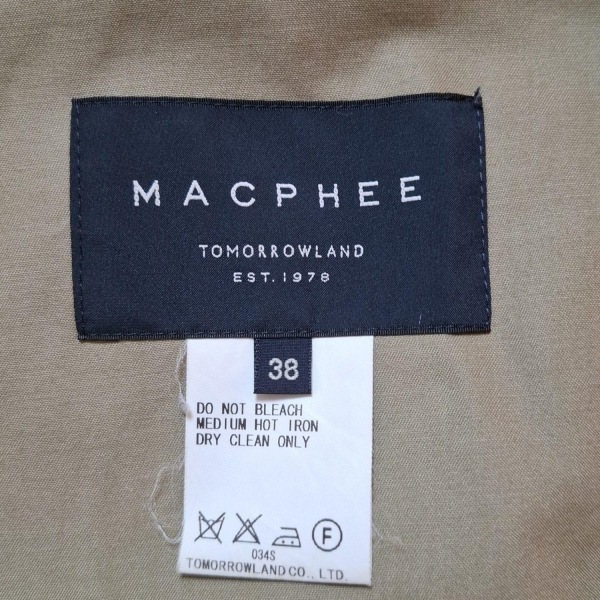 MACPHEE
TOMORROWLAND
EST.1978
38
DO NOT BLEACH
MEDIUM HOT IRON
DRY CLEAN ONLY
F
034S
TOMORROWLAND CO., LTD.